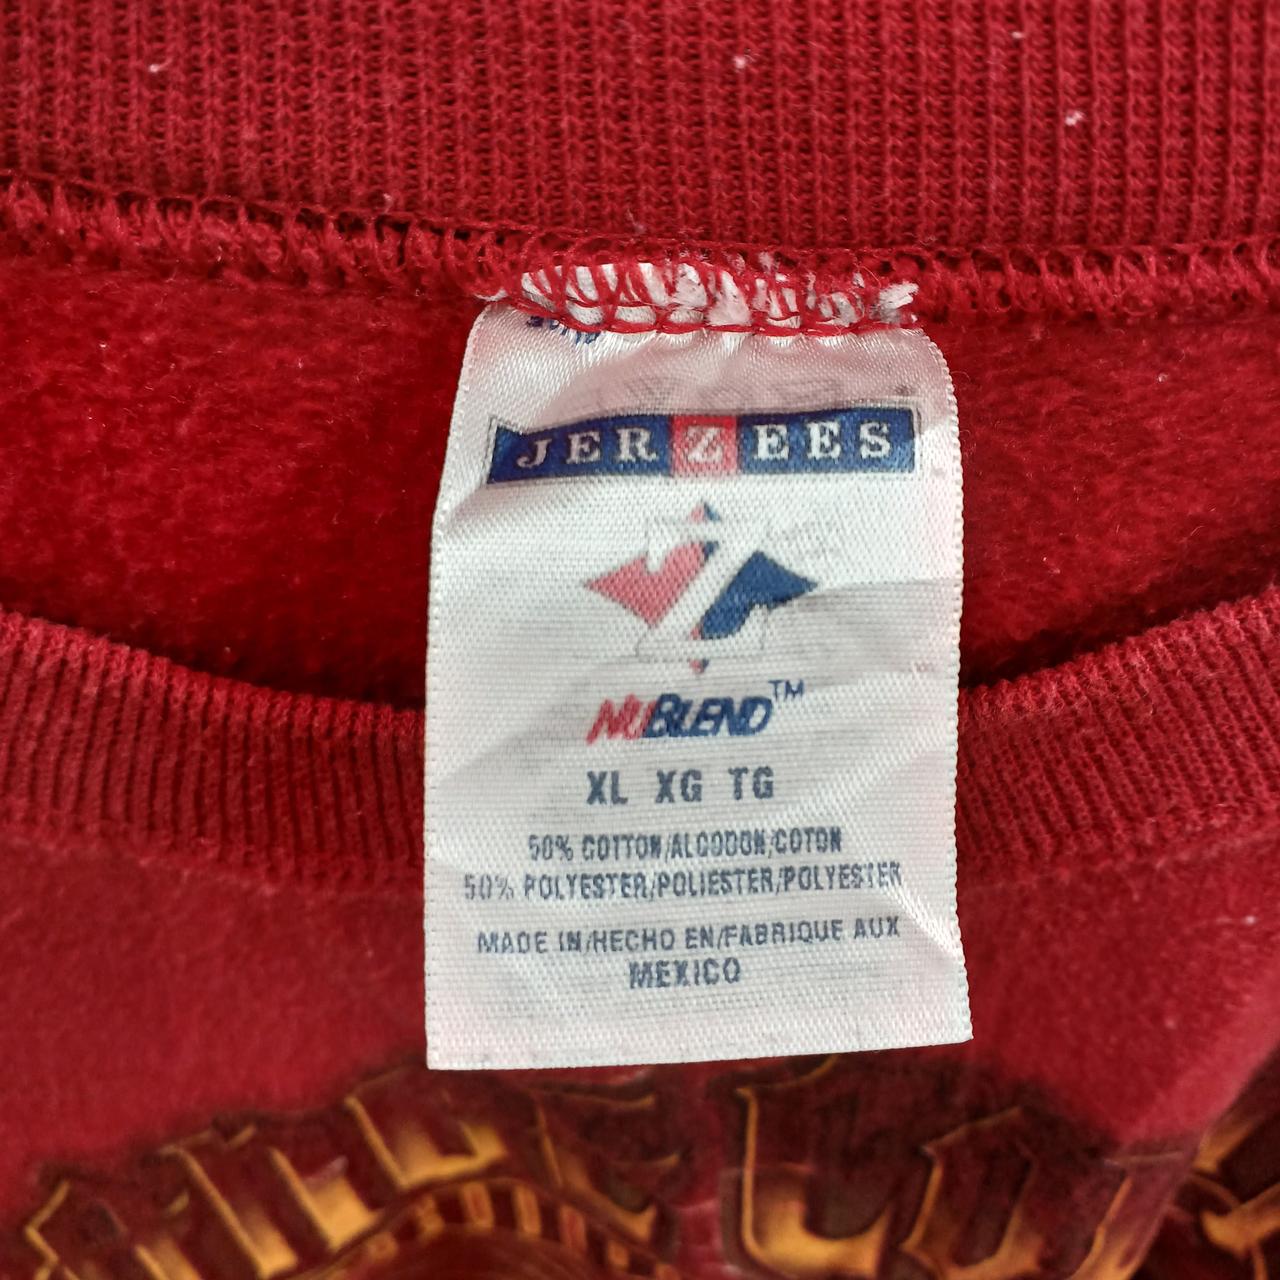 JERZEES
NUBLEND™
XL XG TG
50% COTTON/ALGODON/COTON
50% POLYESTER/POLIESTER/POLYESTER
MADE IN/HECHO EN/FABRIQUE AUX
MEXICO